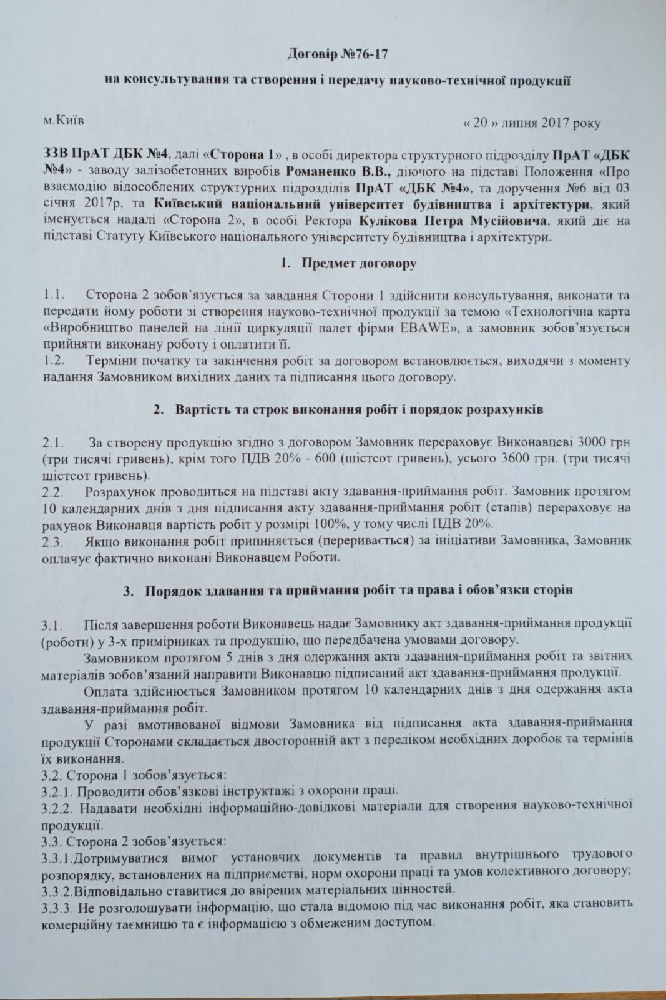 Договір №76-17
на консультування та створення і передачу науково-технічної продукції
м.Київ
« 20 » липня 2017 року
ЗЗВ ПрАТ ДБК №4, далі «Сторона 1» , в особі директора структурного підрозділу ПрАТ «ДБК
№4» - заводу залізобетонних виробів Романенко В.В., діючого на підставі Положення «Про
взаємодію відособлених структурних підрозділів ПрАТ «ДБК №4», та доручення №6 від 03
січня 2017р, та Київський національний університет будівництва і архітектури, який
іменується надалі «Сторона 2», в особі Ректора Кулікова Петра Мусійовича, який діє на
підставі Статуту Київського національного університету будівництва і архітектури.
1. Предмет договору
1.1. Сторона 2 зобов’язується за завдання Сторони 1 здійснити консультування, виконати та
передати йому роботи зі створення науково-технічної продукції за темою «Технологічна карта
«Виробництво панелей на лінії циркуляції палет фірми EBAWE», а замовник зобов’язується
прийняти виконану роботу і оплатити її.
1.2. Терміни початку та закінчення робіт за договором встановлюється, виходячи з моменту
надання Замовником вихідних даних та підписання цього договору.
2. Вартість та строк виконання робіт і порядок розрахунків
2.1. За створену продукцію згідно з договором Замовник перераховує Виконавцеві 3000 грн
(три тисячі гривень), крім того ПДВ 20% - 600 (шістсот гривень), усього 3600 грн. (три тисячі
шістсот гривень).
2.2. Розрахунок проводиться на підставі акту здавання-приймання робіт. Замовник протягом
10 календарних днів з дня підписання акту здавання-приймання робіт (етапів) перераховує на
рахунок Виконавця вартість робіт у розмірі 100%, у тому числі ПДВ 20%.
2.3. Якщо виконання робіт припиняється (переривається) за ініціативи Замовника, Замовник
оплачує фактично виконані Виконавцем Роботи.
3. Порядок здавання та приймання робіт та права і обов’язки сторін
3.1. Після завершення роботи Виконавець надає Замовнику акт здавання-приймання продукції
(роботи) у 3-х примірниках та продукцію, що передбачена умовами договору.
Замовником протягом 5 днів з дня одержання акта здавання-приймання робіт та звітних
матеріалів зобов’язаний направити Виконавцю підписаний акт здавання-приймання продукції.
Оплата здійснюється Замовником протягом 10 календарних днів з дня одержання акта
здавання-приймання робіт.
У разі вмотивованої відмови Замовника від підписання акта здавання-приймання
продукції Сторонами складається двосторонній акт з переліком необхідних доробок та термінів
їх виконання.
3.2. Сторона 1 зобов’язується:
3.2.1. Проводити обов’язкові інструктажі з охорони праці.
3.2.2. Надавати необхідні інформаційно-довідкові матеріали для створення науково-технічної
продукції.
3.3. Сторона 2 зобов’язується:
3.3.1.Дотримуватися вимог установчих документів та правил внутрішнього трудового
розпорядку, встановлених на підприємстві, норм охорони праці та умов колективного договору;
3.3.2.Відповідально ставитися до ввірених матеріальних цінностей.
3.3.3. Не розголошувати інформацію, що стала відомою під час виконання робіт, яка становить
комерційну таємницю та є інформацією з обмеженим доступом.